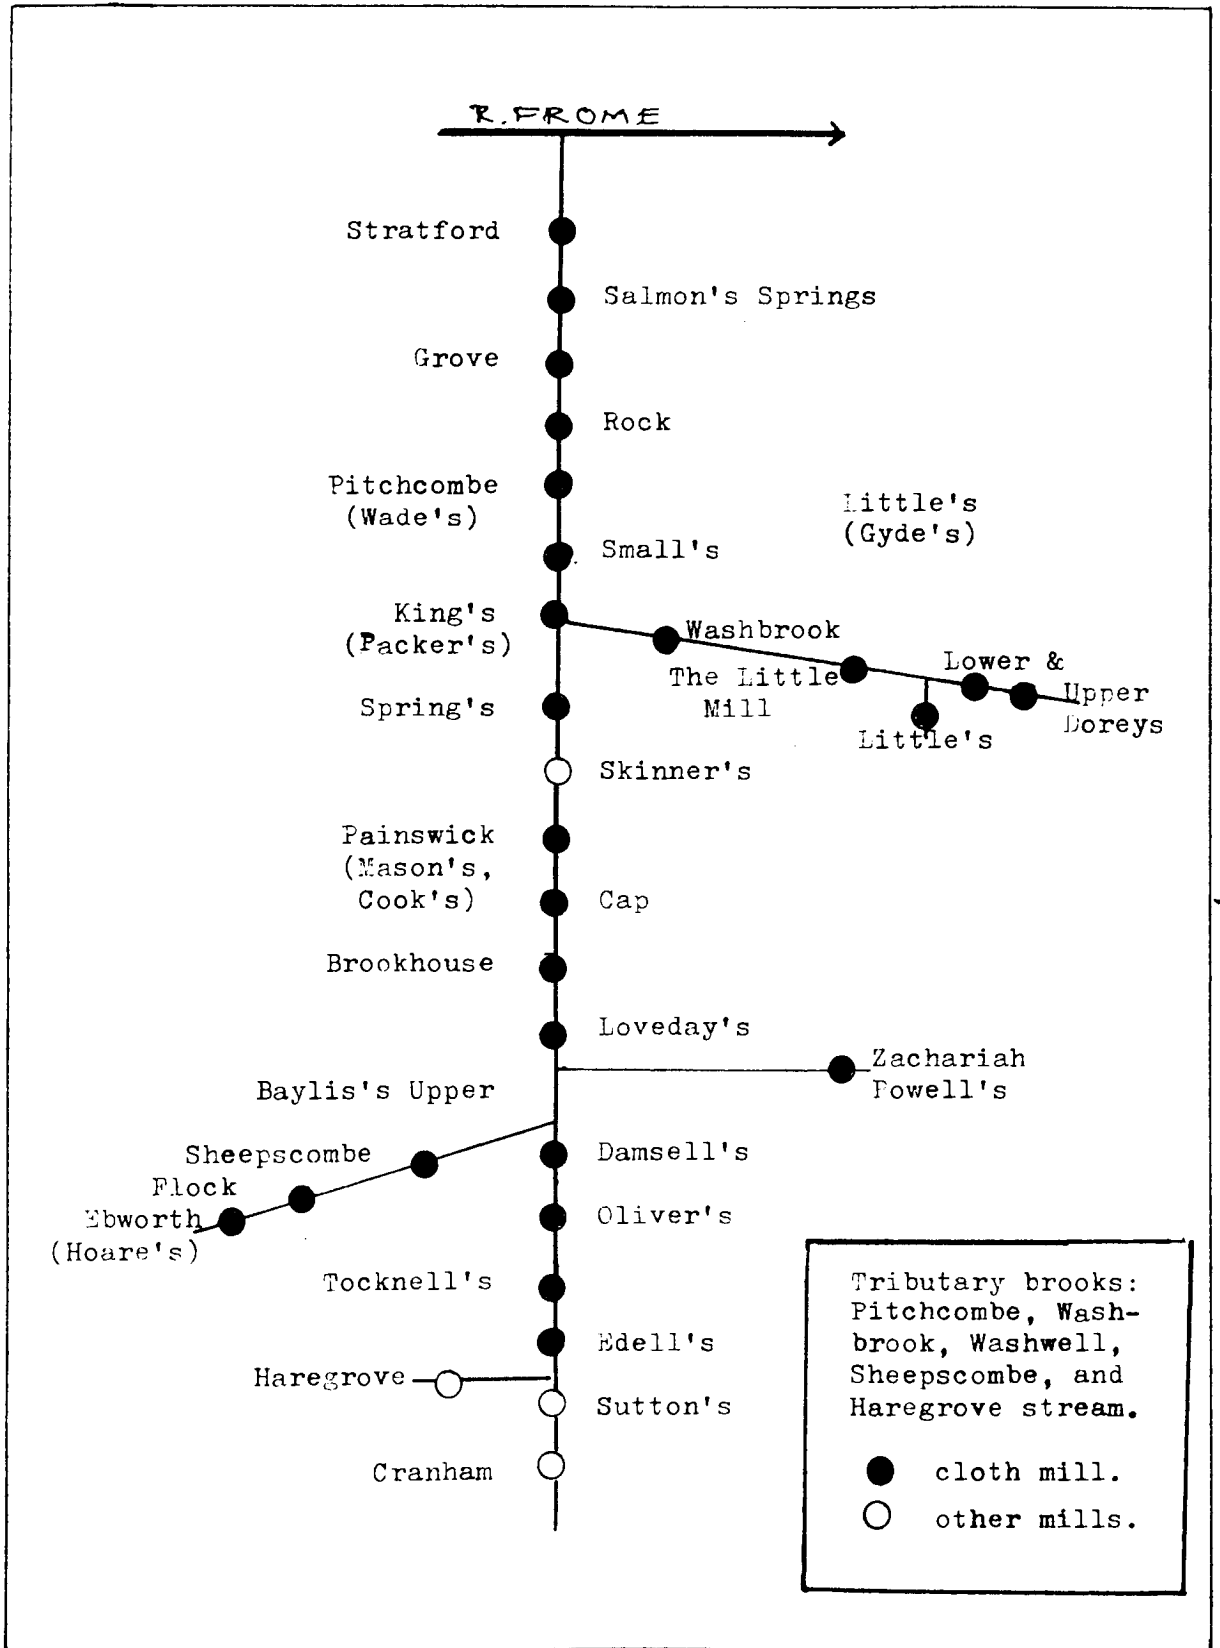 R. FROME
Stratford
Salmon's Springs
Grove
Rock
Pitchcombe
(Wade's)
Little's
(Gyde's)
Small's
King's
(Packer's)
Washbrook
The Little
Mill
Lower &
Upper
Doreys
Little's
Spring's
Skinner's
Painswick
(Mason's,
Cook's)
Cap
Brookhouse
Loveday's
Zachariah
Powell's
Baylis's Upper
Sheepscombe
Damsell's
Flock
Ebworth
(Hoare's)
Oliver's
Tocknell's
Edell's
Haregrove
Sutton's
Cranham
Tributary brooks:
Pitchcombe, Wash-
brook, Washwell,
Sheepscombe, and
Haregrove stream.
cloth mill.
other mills.